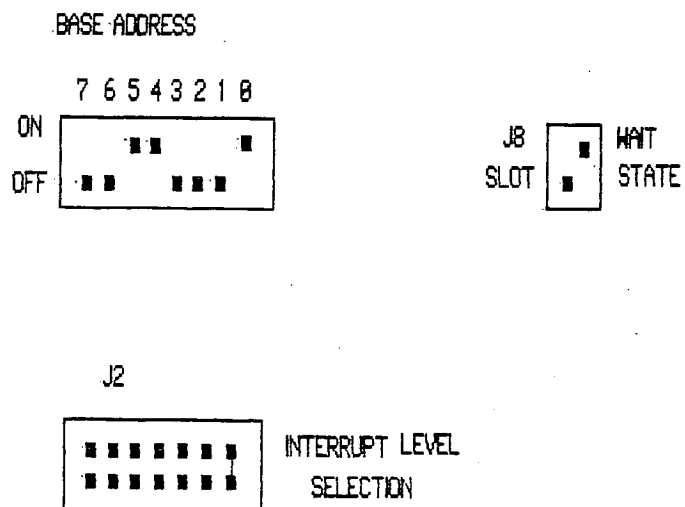 BASE ADDRESS
7 6 5 4 3 2 1 0
ON
OFF
J8 WAIT
SLOT STATE
J2
INTERRUPT LEVEL
SELECTION